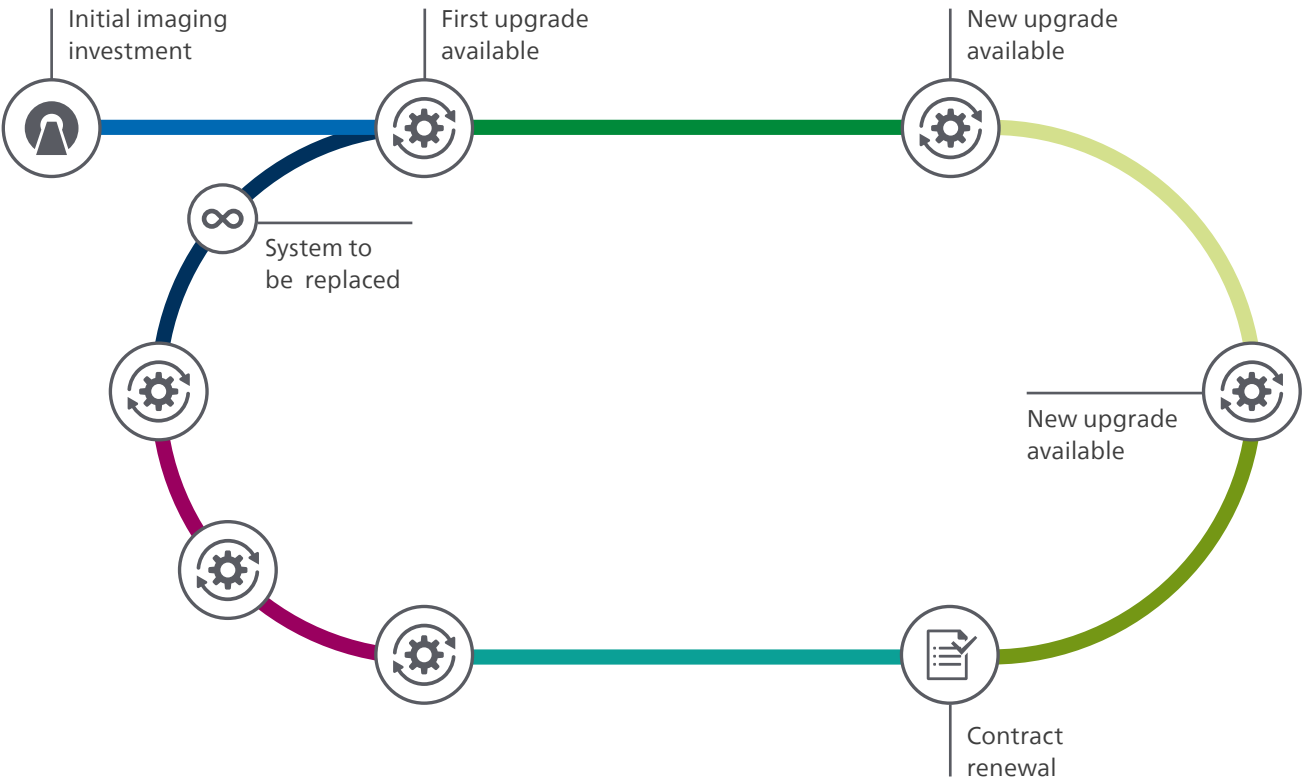 Initial imaging
investment
First upgrade
available
New upgrade
available
System to
be  replaced
New upgrade
available
Contract
renewal